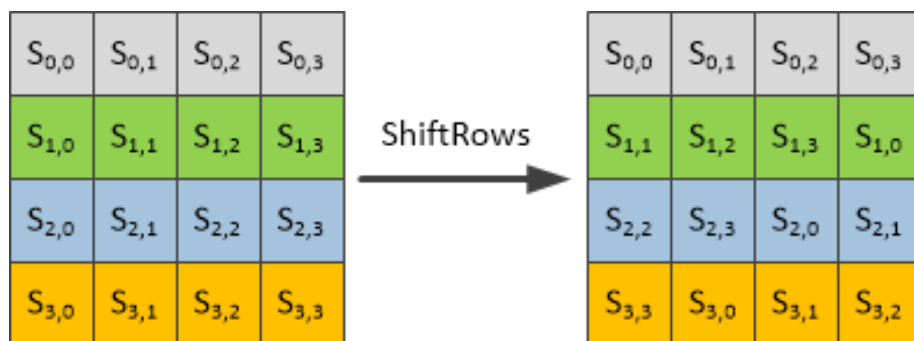 S0,0 S0,1 S0,2 S0,3 S0,0 S0,1 S0,2 S0,3
S1,0 S1,1 S1,2 S1,3 ShiftRows S1,1 S1,2 S1,3 S1,0
S2,0 S2,1 S2,2 S2,3 S2,2 S2,3 S2,0 S2,1
S3,0 S3,1 S3,2 S3,3 S3,3 S3,0 S3,1 S3,2